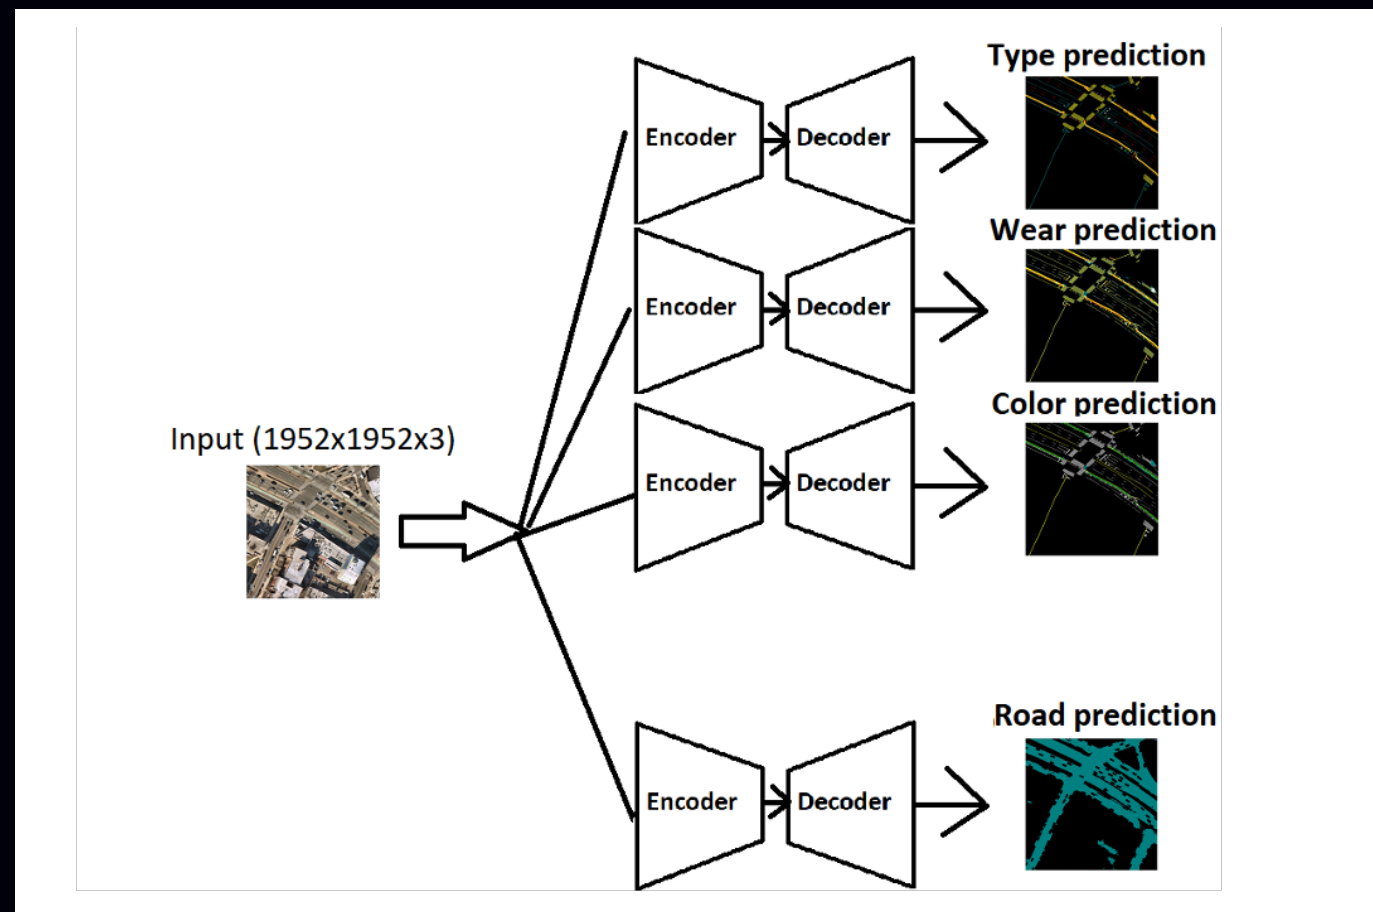 Type prediction
Encoder
Decoder
Wear prediction
Encoder
Decoder
Color prediction
Input (1952x1952x3)
Encoder
Decoder
Road prediction
Encoder
Decoder